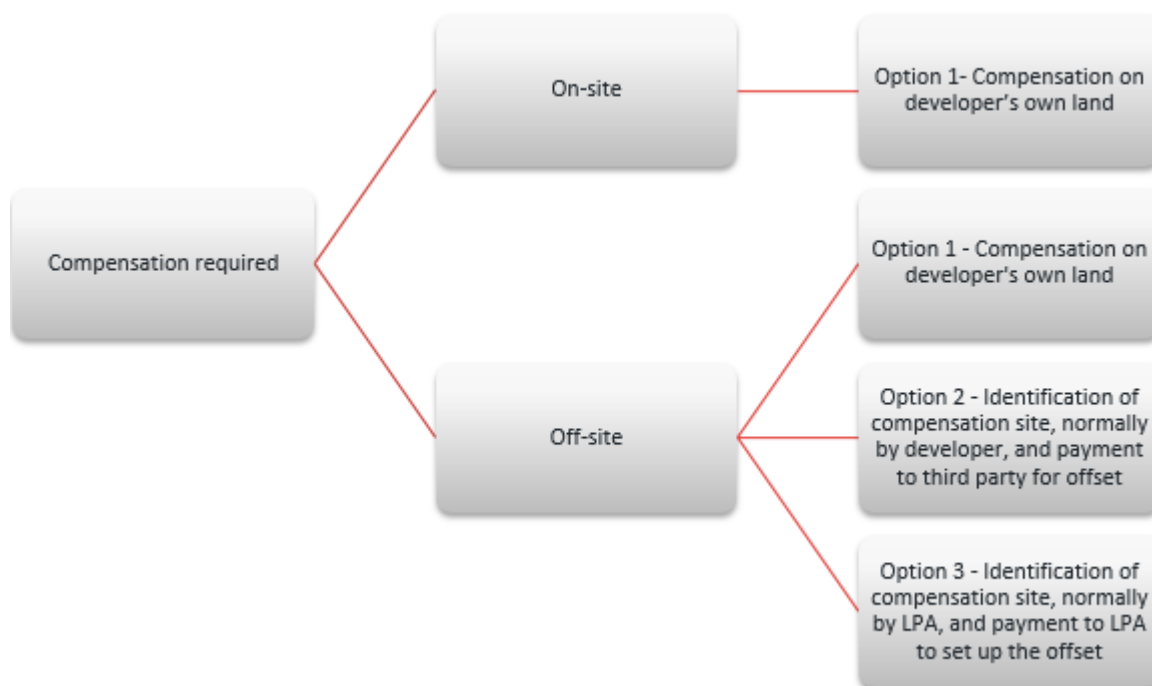 On-site
Option 1- Compensation on
developer’s own land
Compensation required
Option 1 - Compensation on
developer's own land
Off-site
Option 2 - Identification of
compensation site, normally
by developer, and payment
to third party for offset
Option 3 - Identification of
compensation site, normally
by LPA, and payment to LPA
to set up the offset